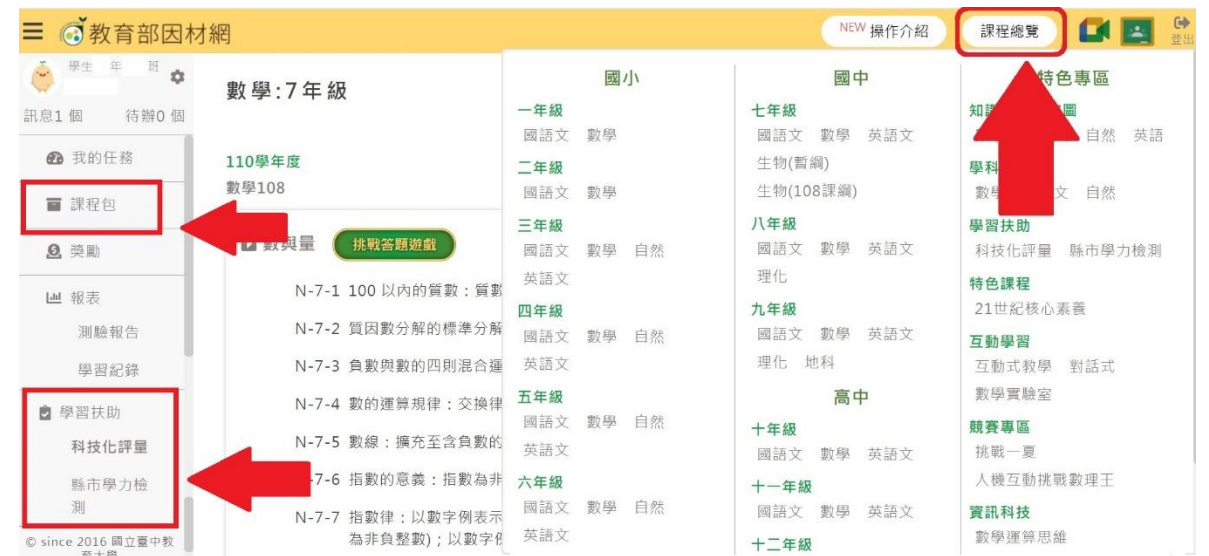 教育部因材網
NEW 操作介紹
課程總覽
登出
學生 年 班
訊息1 個 待辦0 個
我的任務
課程包
獎勵
報表
測驗報告
學習紀錄
學習扶助
科技化評量
縣市學力檢
測
© since 2016 國立臺中教
數學:7年級
110學年度
數學108
數與量 挑戰答題遊戲
N-7-1 100 以內的質數：質數
N-7-2 質因數分解的標準分解
N-7-3 負數與數的四則混合運
N-7-4 數的運算規律：交換律
N-7-5 數線：擴充至含負數的
-7-6 指數的意義：指數為非
N-7-7 指數律：以數字例表示
為非負整數)；以數字例
國小
一年級
國語文 數學
二年級
國語文 數學
三年級
國語文 數學 自然
英語文
四年級
國語文 數學 自然
英語文
五年級
國語文 數學 自然
英語文
六年級
國語文 數學 自然
英語文
國中
七年級
國語文 數學 英語文
生物(暫綱)
生物(108課綱)
八年級
國語文 數學 英語文
理化
九年級
國語文 數學 英語文
理化 地科
高中
十年級
國語文 數學 英語文
十一年級
國語文 數學 英語文
十二年級
特色專區
知 圖
自然 英語
學科
數 文 自然
學習扶助
科技化評量 縣市學力檢測
特色課程
21世紀核心素養
互動學習
互動式教學 對話式
數學實驗室
競賽專區
挑戰一夏
人機互動挑戰數理王
資訊科技
數學運算思維